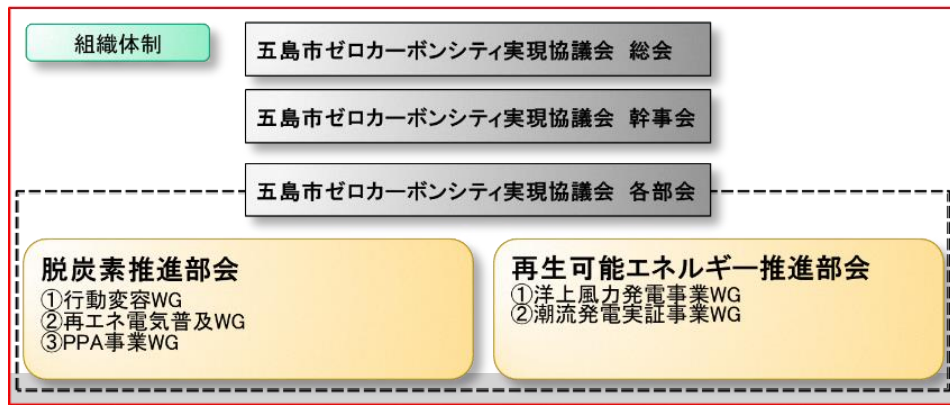 組織体制
五島市ゼロカーボンシティ実現協議会 総会
五島市ゼロカーボンシティ実現協議会 幹事会
五島市ゼロカーボンシティ実現協議会 各部会
脱炭素推進部会
①行動変容WG
②再エネ電気普及WG
③PPA事業WG
再生可能エネルギー推進部会
①洋上風力発電事業WG
②潮流発電実証事業WG